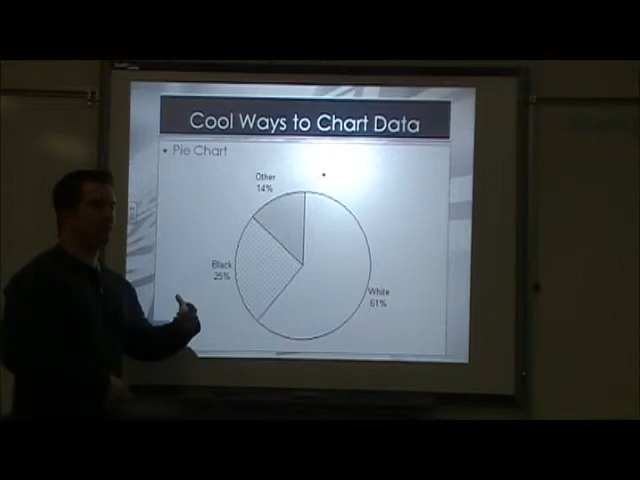 Cool Ways to Chart Data
• Pie Chart
Other
14%
Black
25%
White
61%